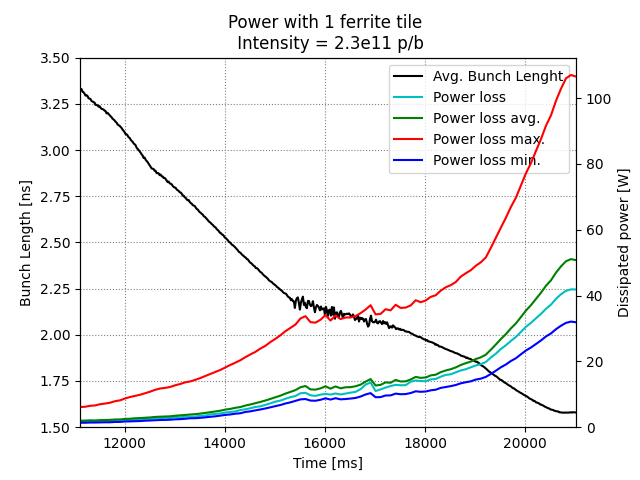 Power with 1 ferrite tile
Intensity = 2.3e11 p/b
3.50
3.25
3.00
2.75
2.50
2.25
2.00
1.75
1.50
Bunch Length [ns]
Avg. Bunch Lenght
Power loss
Power loss avg.
Power loss max.
Power loss min.
100
80
60
40
20
0
Dissipated power [W]
12000
14000
16000
18000
20000
Time [ms]